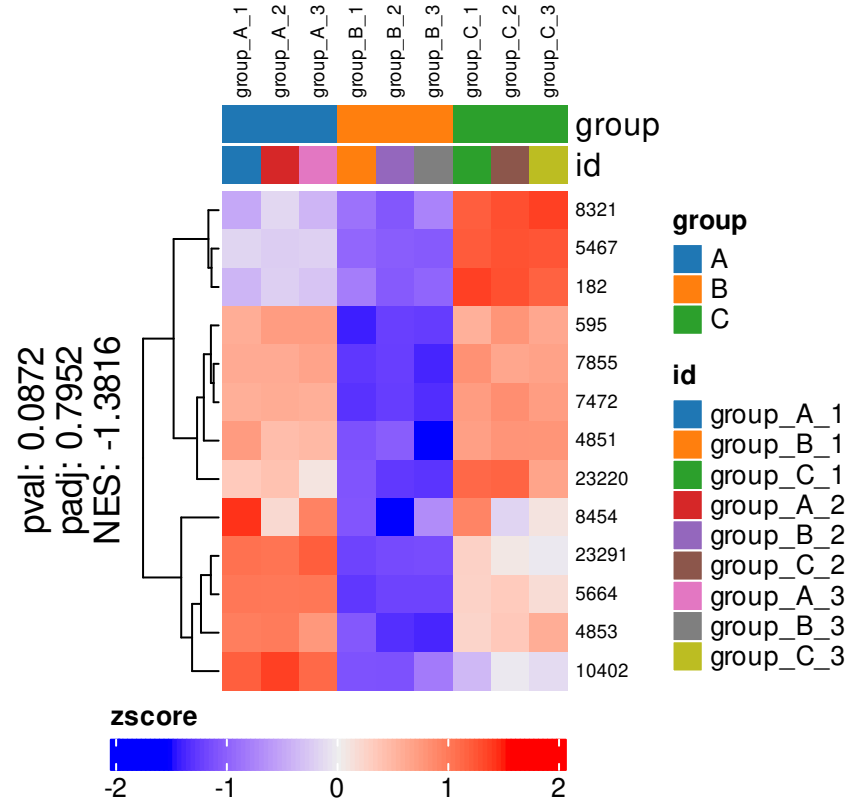 group_A_1
group_A_2
group_A_3
group_B_1
group_B_2
group_B_3
group_C_1
group_C_2
group_C_3
group
id
8321
5467
182
595
7855
7472
4851
23220
8454
23291
5664
4853
10402
pval: 0.0872
padj: 0.7952
NES: -1.3816
group
A
B
C
id
group_A_1
group_B_1
group_C_1
group_A_2
group_B_2
group_C_2
group_A_3
group_B_3
group_C_3
zscore
-2 -1 0 1 2